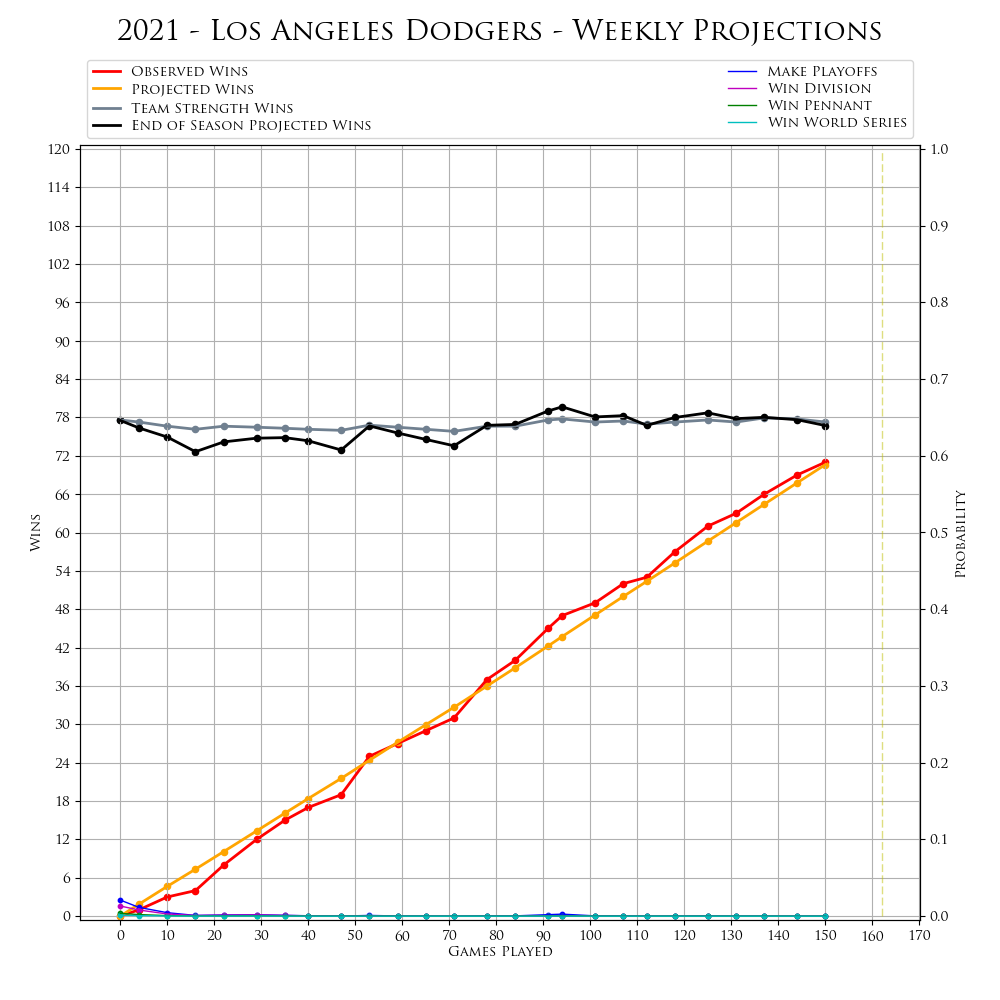 2021 - Los Angeles Dodgers - Weekly Projections
Observed Wins
Projected Wins
Team Strength Wins
End of Season Projected Wins
Make Playoffs
Win Division
Win Pennant
Win World Series
120
114
108
102
96
90
84
78
72
66
60
54
48
42
36
30
24
18
12
6
0
Wins
1.0
0.9
0.8
0.7
0.6
0.5
0.4
0.3
0.2
0.1
0.0
Probability
0 10 20 30 40 50 60 70 80 90 100 110 120 130 140 150 160 170
Games Played